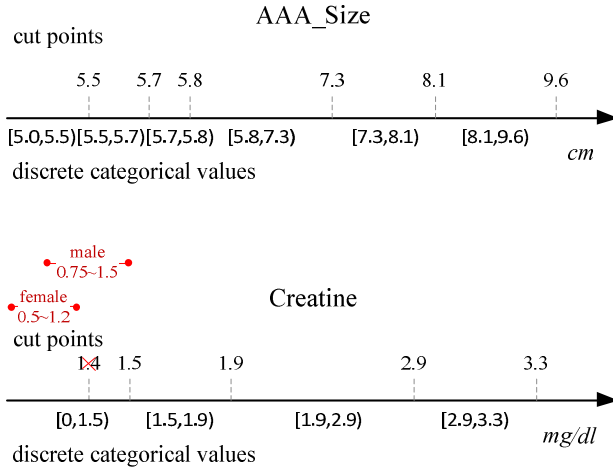 AAA_Size
cut points
5.5 5.7 5.8 7.3 8.1 9.6
[5.0,5.5) [5.5,5.7) [5.7,5.8) [5.8,7.3) [7.3,8.1) [8.1,9.6)
cm
discrete categorical values
male
0.75~1.5
female
0.5~1.2
Creatine
cut points
1.4 1.5 1.9 2.9 3.3
[0,1.5) [1.5,1.9) [1.9,2.9) [2.9,3.3)
mg/dl
discrete categorical values